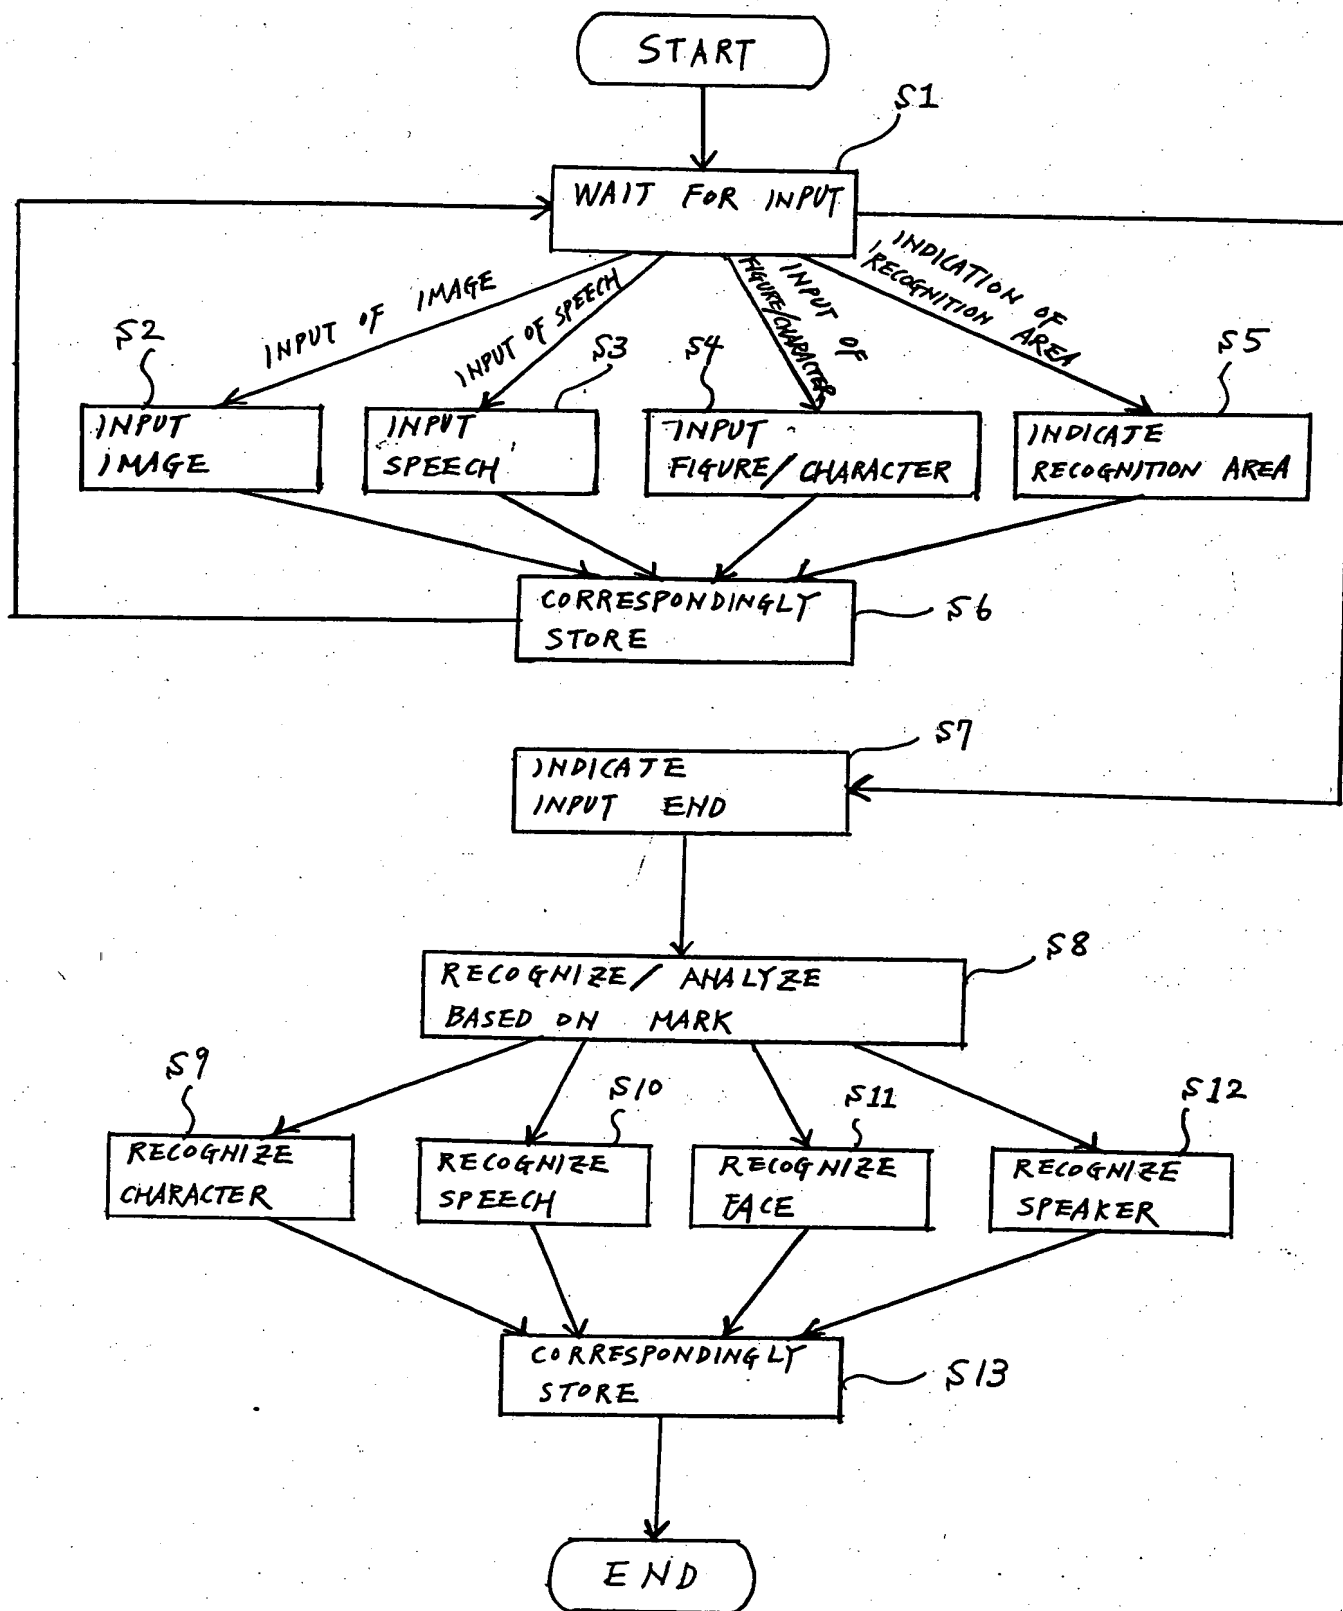 START
S1
WAIT FOR INPUT
INPUT OF IMAGE
INPUT OF SPEECH
INPUT OF
FIGURE/CHARACTER
INDICATION OF
RECOGNITION AREA
S2
S3
S4
S5
INPUT
IMAGE
INPUT
SPEECH
INPUT
FIGURE/CHARACTER
INDICATE
RECOGNITION AREA
CORRESPONDINGLY
STORE
S6
S7
INDICATE
INPUT END
S8
RECOGNIZE/ANALYZE
BASED ON MARK
S9
S10
S11
S12
RECOGNIZE
CHARACTER
RECOGNIZE
SPEECH
RECOGNIZE
FACE
RECOGNIZE
SPEAKER
CORRESPONDINGLY
STORE
S13
END